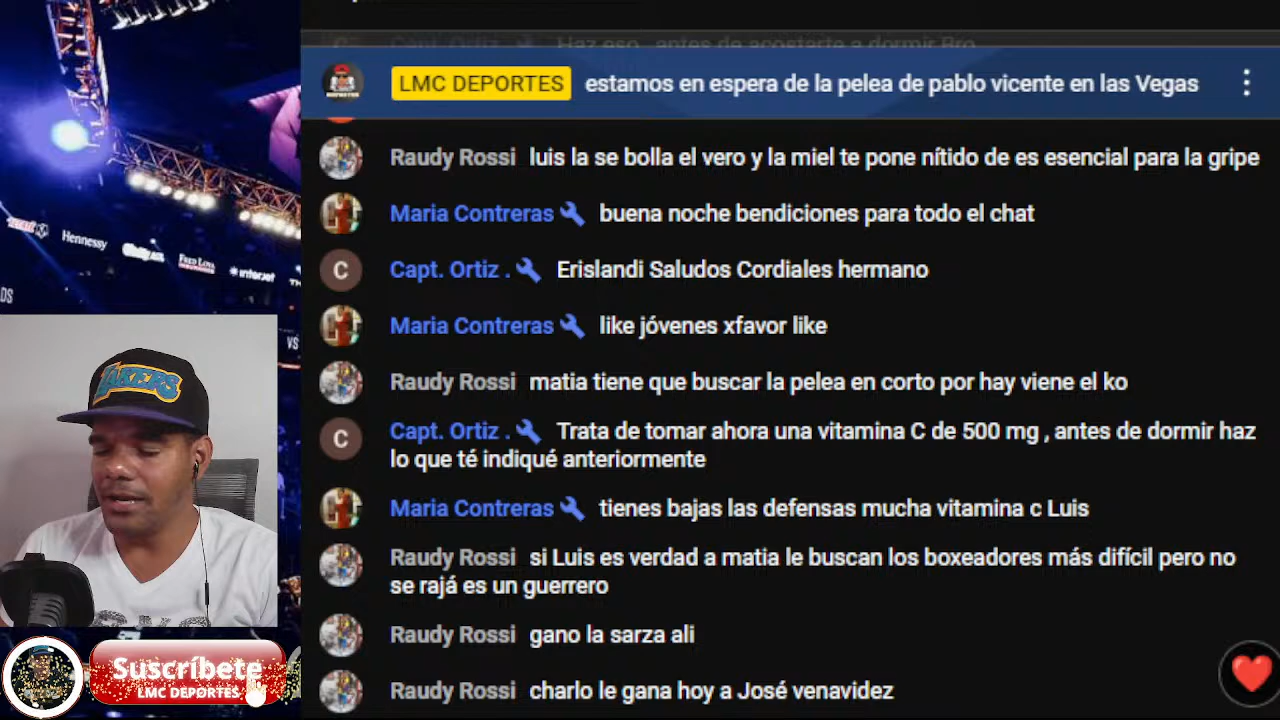 LMC DEPORTES estamos en espera de la pelea de pablo vicente en las Vegas
Raudy Rossi luis la se bolla el vero y la miel te pone nítido de es esencial para la gripe
Maria Contreras buena noche bendiciones para todo el chat
C Capt. Ortiz . Erislandi Saludos Cordiales hermano
Maria Contreras like jóvenes xfavor like
Raudy Rossi matia tiene que buscar la pelea en corto por hay viene el ko
C Capt. Ortiz . Trata de tomar ahora una vitamina C de 500 mg , antes de dormir haz
lo que té indiqué anteriormente
Maria Contreras tienes bajas las defensas mucha vitamina c Luis
Raudy Rossi si Luis es verdad a matia le buscan los boxeadores más difícil pero no
se rajá es un guerrero
Raudy Rossi gano la sarza ali
Raudy Rossi charlo le gana hoy a José venavidez
Hennessy
FRED LOYA
interjet
VS
LAKERS
Suscríbete
LMC DEPORTES